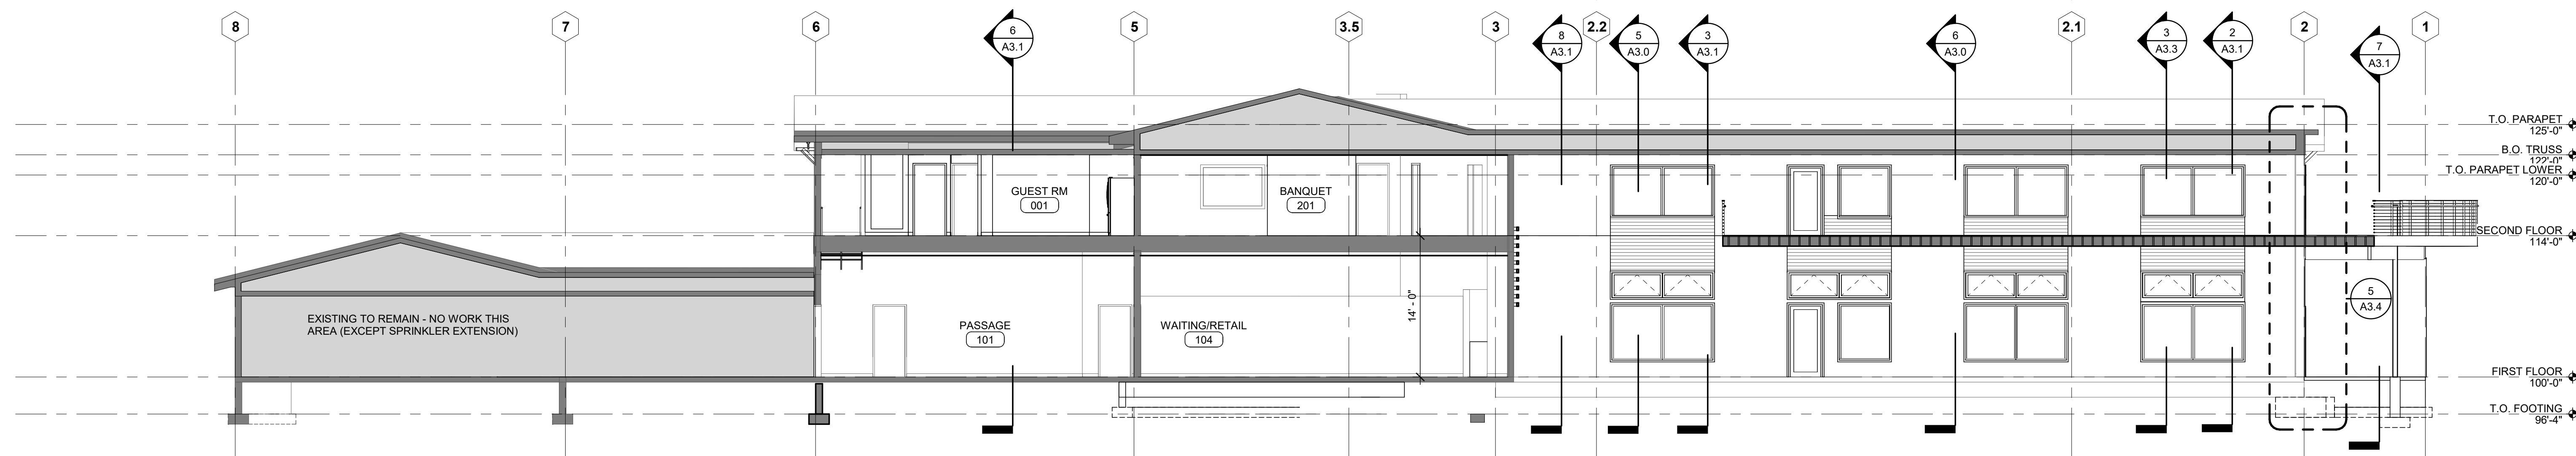 8
7
6
5
3.5
3
2.2
2.1
2
1
6
A3.1
8
A3.1
5
A3.0
3
A3.1
6
A3.0
3
A3.3
2
A3.1
7
A3.1
T.O. PARAPET
125'-0"
B.O. TRUSS
122'-0"
T.O. PARAPET LOWER
120'-0"
SECOND FLOOR
114'-0"
FIRST FLOOR
100'-0"
T.O. FOOTING
96'-4"
GUEST RM
001
BANQUET
201
EXISTING TO REMAIN - NO WORK THIS
AREA (EXCEPT SPRINKLER EXTENSION)
PASSAGE
101
WAITING/RETAIL
104
14' - 0"
5
A3.4